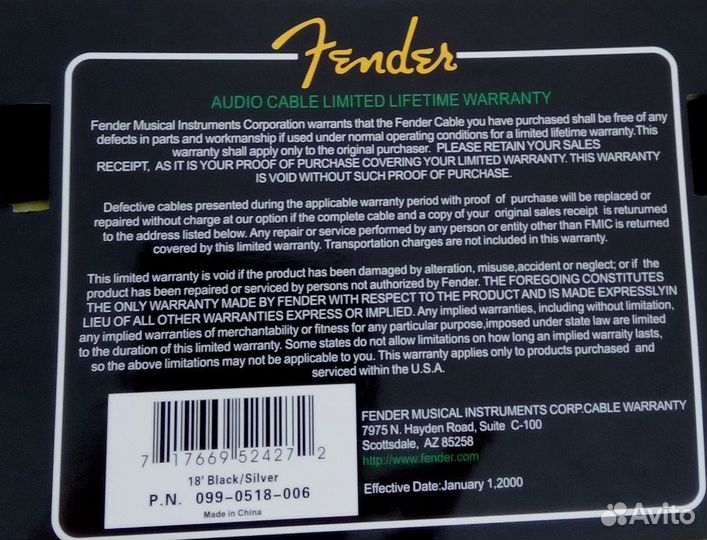 Fender
AUDIO CABLE LIMITED LIFETIME WARRANTY
Fender Musical Instruments Corporation warrants that the Fender Cable you have purchased shall be free of any
defects in parts and workmanship if used under normal operating conditions for a limited lifetime warranty.This
warranty shall apply only to the original purchaser. PLEASE RETAIN YOUR SALES
RECEIPT, AS IT IS YOUR PROOF OF PURCHASE COVERING YOUR LIMITED WARRANTY. THIS WARRANTY
IS VOID WITHOUT SUCH PROOF OF PURCHASE.
Defective cables presented during the applicable warranty period with proof of purchase will be replaced or
repaired without charge at our option if the complete cable and a copy of your original sales receipt is retururned
to the address listed below. Any repair or service performed by any person or entity other than FMIC is returned
covered by this limited warranty. Transportation charges are not included in this warranty.
This limited warranty is void if the product has been damaged by alteration, misuse,accident or neglect; or if the
product has been repaired or serviced by persons not authorized by Fender. THE FOREGOING CONSTITUTES
THE ONLY WARRANTY MADE BY FENDER WITH RESPECT TO THE PRODUCT AND IS MADE EXPRESSLYIN
LIEU OF ALL OTHER WARRANTIES EXPRESS OR IMPLIED. Any implied warranties, including without limitation,
any implied warranties of merchantability or fitness for any particular purpose,imposed under state law are limited
to the duration of this limited warranty. Some states do not allow limitations on how long an implied warraity lasts,
so the above limitations may not be applicable to you. This warranty applies only to products purchased and
serviced within the U.S.A.
7 17669 52427 2
18' Black/Silver
P.N. 099-0518-006
Made in China
FENDER MUSICAL INSTRUMENTS CORP.CABLE WARRANTY
7975 N. Hayden Road, Suite C-100
Scottsdale, AZ 85258
http://www.fender.com
Effective Date:January 1,2000
Avito